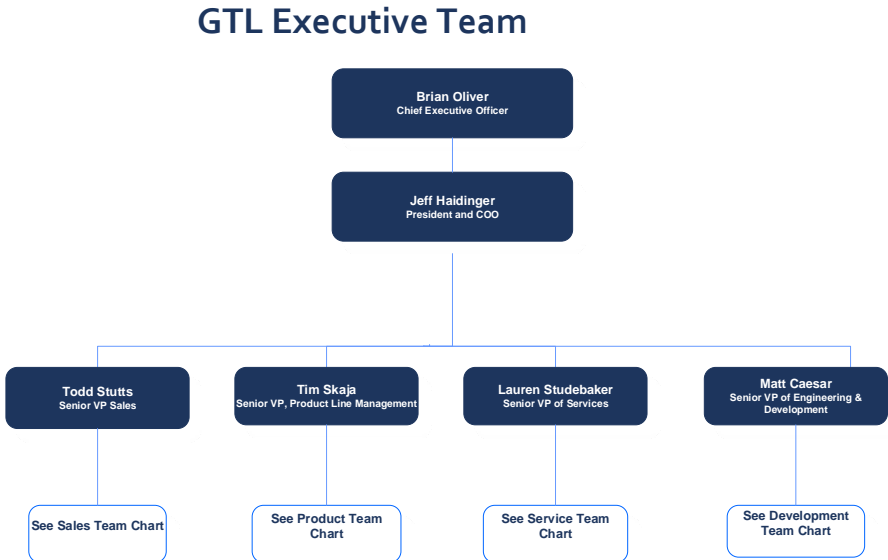 GTL Executive Team
Brian Oliver
Chief Executive Officer
Jeff Haidinger
President and COO
Todd Stutts
Senior VP Sales
Tim Skaja
Senior VP, Product Line Management
Lauren Studebaker
Senior VP of Services
Matt Caesar
Senior VP of Engineering &
Development
See Sales Team Chart
See Product Team
Chart
See Service Team
Chart
See Development
Team Chart